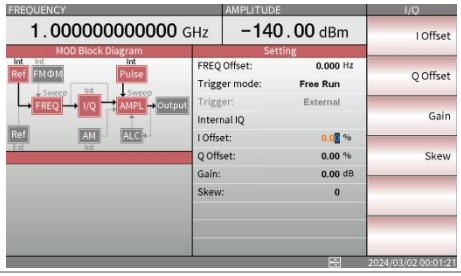 FREQUENCY
AMPLITUDE
I/O
1.000000000000 GHz
-140.00 dBm
MOD Block Diagram
Setting
Int
Int
Int
Ref
FMΦM
Pulse
Sweep
Int
Sweep
FREQ
I/Q
AMPL
Output
Ref
AM
ALC
Ext
Int
FREQ Offset: 0.000 Hz
Trigger mode: Free Run
Trigger: External
Internal IQ
I Offset: 0.00 %
Q Offset: 0.00 %
Gain: 0.00 dB
Skew: 0
I Offset
Q Offset
Gain
Skew
2024/03/02 00:01:21